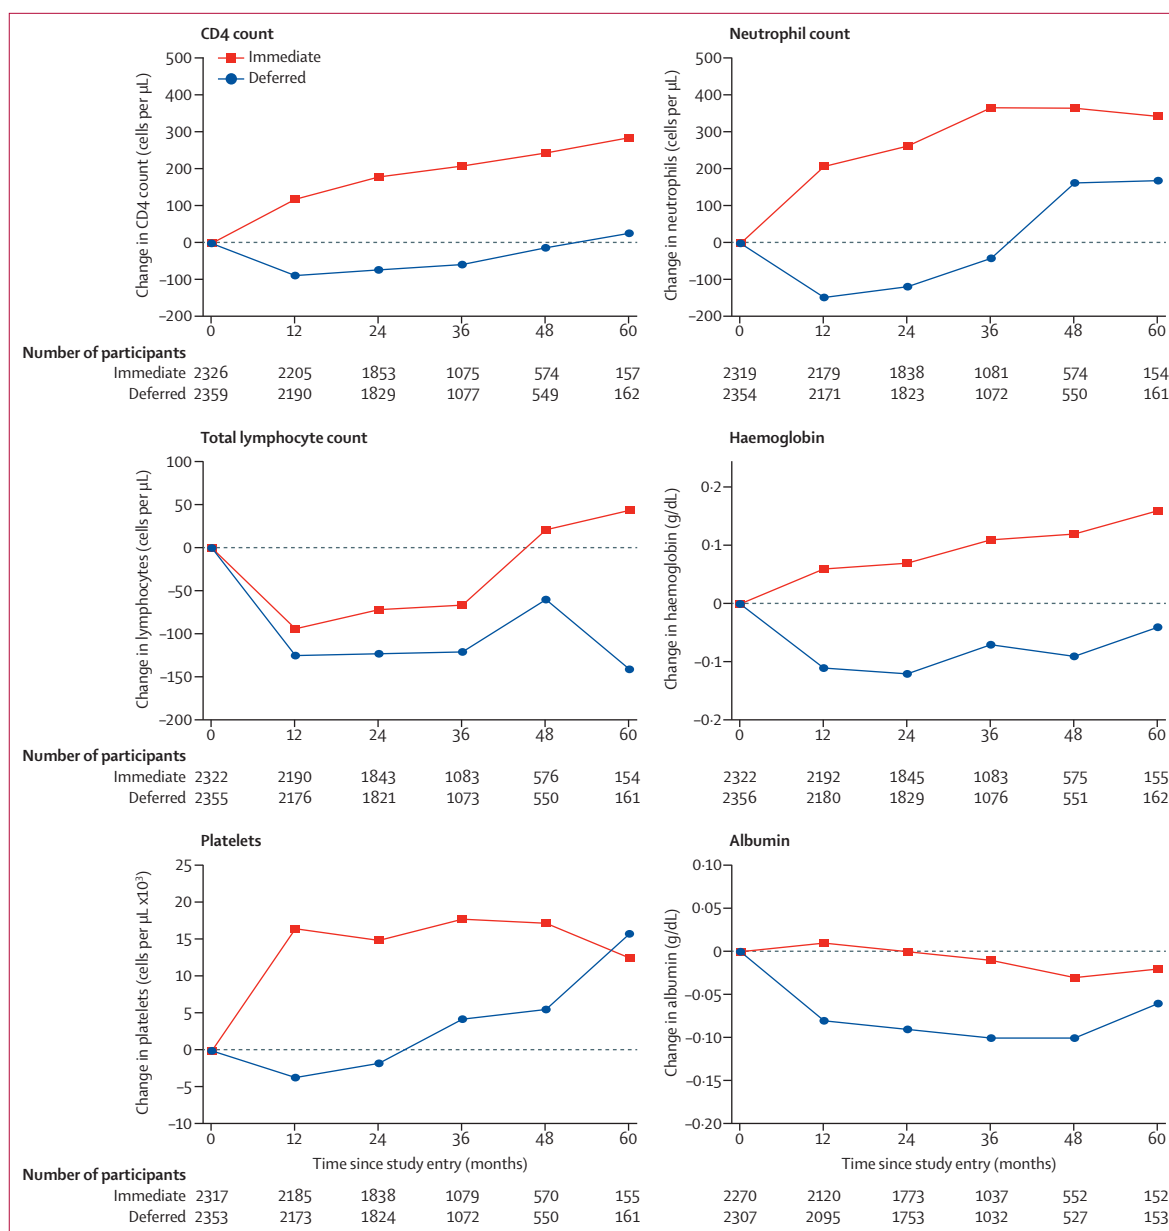 CD4 count
Immediate
Deferred
Change in CD4 count (cells per µL)
500
400
300
200
100
0
–100
–200
0 12 24 36 48 60
Neutrophil count
Change in neutrophils (cells per µL)
500
400
300
200
100
0
–100
–200
0 12 24 36 48 60
Number of participants
Immediate 2326 2205 1853 1075 574 157 2319 2179 1838 1081 574 154
Deferred 2359 2190 1829 1077 549 162 2354 2171 1823 1072 550 161
Total lymphocyte count
Change in lymphocytes (cells per µL)
100
50
0
–50
–100
–150
–200
0 12 24 36 48 60
Haemoglobin
Change in haemoglobin (g/dL)
0·2
0·1
0
–0·1
–0·2
0 12 24 36 48 60
Number of participants
Immediate 2322 2190 1843 1083 576 154 2322 2192 1845 1083 575 155
Deferred 2355 2176 1821 1073 550 161 2356 2180 1829 1076 551 162
Platelets
Change in platelets (cells per µL x10³)
25
20
15
10
5
0
–5
–10
0 12 24 36 48 60
Time since study entry (months)
Albumin
Change in albumin (g/dL)
0·10
0·05
0
–0·05
–0·10
–0·15
–0·20
0 12 24 36 48 60
Time since study entry (months)
Number of participants
Immediate 2317 2185 1838 1079 570 155 2270 2120 1773 1037 552 152
Deferred 2353 2173 1824 1072 550 161 2307 2095 1753 1032 527 153